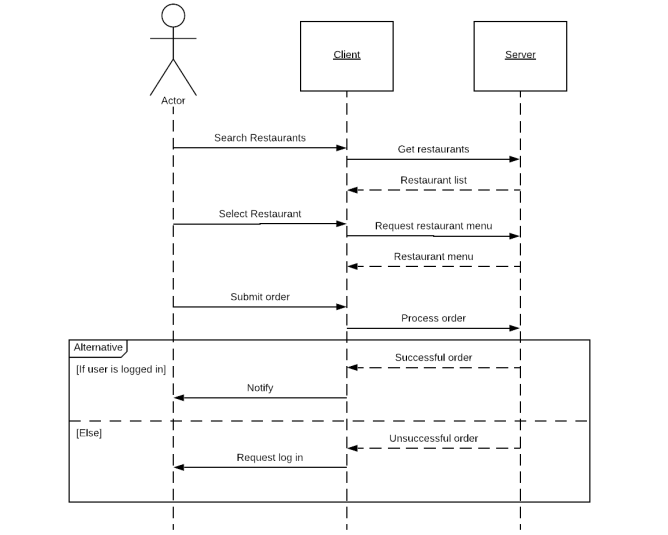 Client
Server
Actor
Search Restaurants
Get restaurants
Restaurant list
Select Restaurant
Request restaurant menu
Restaurant menu
Submit order
Process order
Alternative
[If user is logged in]
Successful order
Notify
[Else]
Unsuccessful order
Request log in